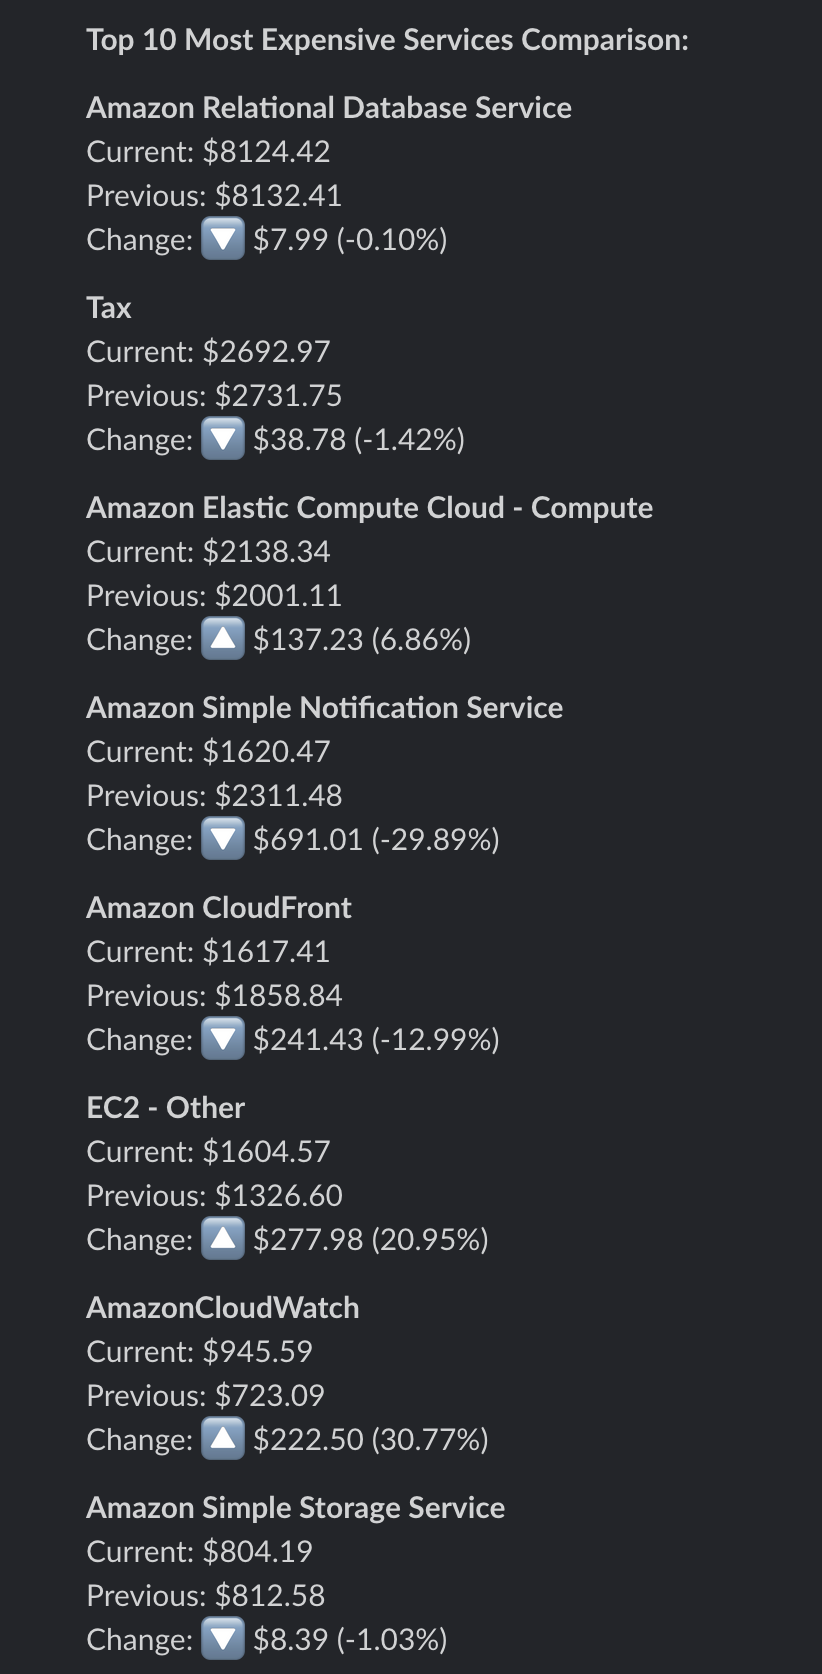 Top 10 Most Expensive Services Comparison:
Amazon Relational Database Service
Current: $8124.42
Previous: $8132.41
Change: 🔽 $7.99 (-0.10%)
Tax
Current: $2692.97
Previous: $2731.75
Change: 🔽 $38.78 (-1.42%)
Amazon Elastic Compute Cloud - Compute
Current: $2138.34
Previous: $2001.11
Change: 🔼 $137.23 (6.86%)
Amazon Simple Notification Service
Current: $1620.47
Previous: $2311.48
Change: 🔽 $691.01 (-29.89%)
Amazon CloudFront
Current: $1617.41
Previous: $1858.84
Change: 🔽 $241.43 (-12.99%)
EC2 - Other
Current: $1604.57
Previous: $1326.60
Change: 🔼 $277.98 (20.95%)
AmazonCloudWatch
Current: $945.59
Previous: $723.09
Change: 🔼 $222.50 (30.77%)
Amazon Simple Storage Service
Current: $804.19
Previous: $812.58
Change: 🔽 $8.39 (-1.03%)